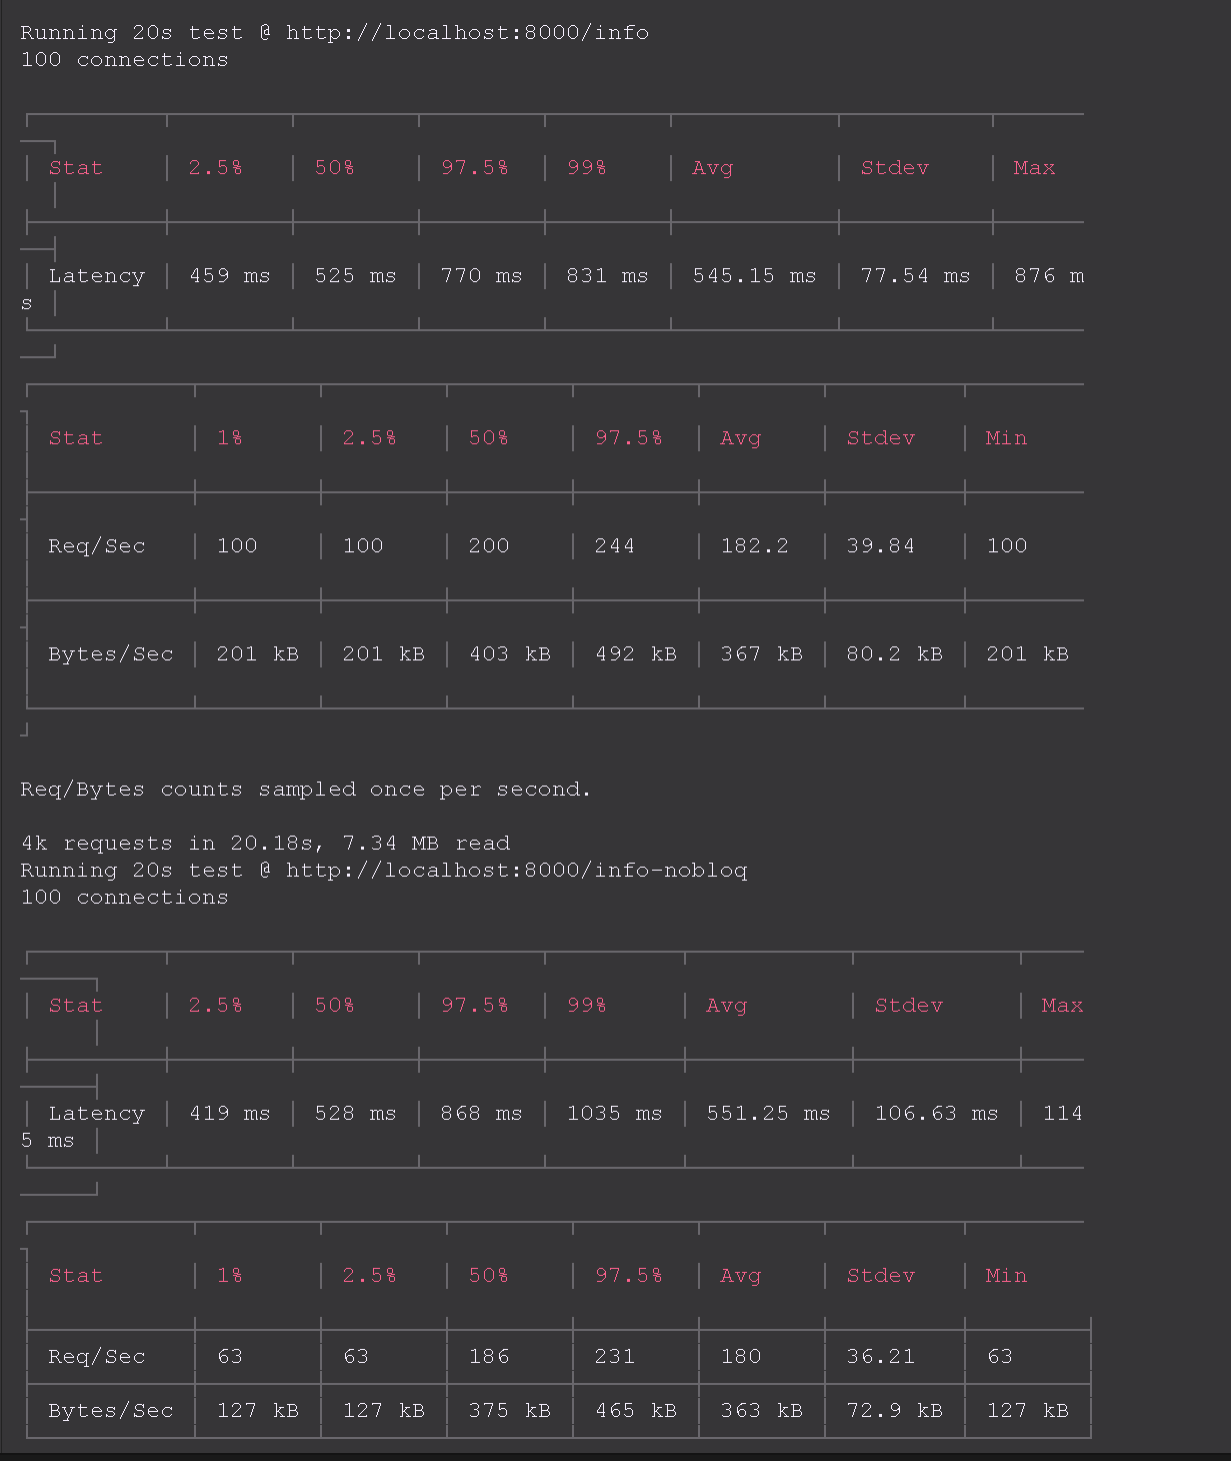 Running 20s test @ http://localhost:8000/info
100 connections
Stat 2.5% 50% 97.5% 99% Avg Stdev Max
Latency 459 ms 525 ms 770 ms 831 ms 545.15 ms 77.54 ms 876 m
s
Stat 1% 2.5% 50% 97.5% Avg Stdev Min
Req/Sec 100 100 200 244 182.2 39.84 100
Bytes/Sec 201 kB 201 kB 403 kB 492 kB 367 kB 80.2 kB 201 kB
Req/Bytes counts sampled once per second.
4k requests in 20.18s, 7.34 MB read
Running 20s test @ http://localhost:8000/info-nobloq
100 connections
Stat 2.5% 50% 97.5% 99% Avg Stdev Max
Latency 419 ms 528 ms 868 ms 1035 ms 551.25 ms 106.63 ms 114
5 ms
Stat 1% 2.5% 50% 97.5% Avg Stdev Min
Req/Sec 63 63 186 231 180 36.21 63
Bytes/Sec 127 kB 127 kB 375 kB 465 kB 363 kB 72.9 kB 127 kB